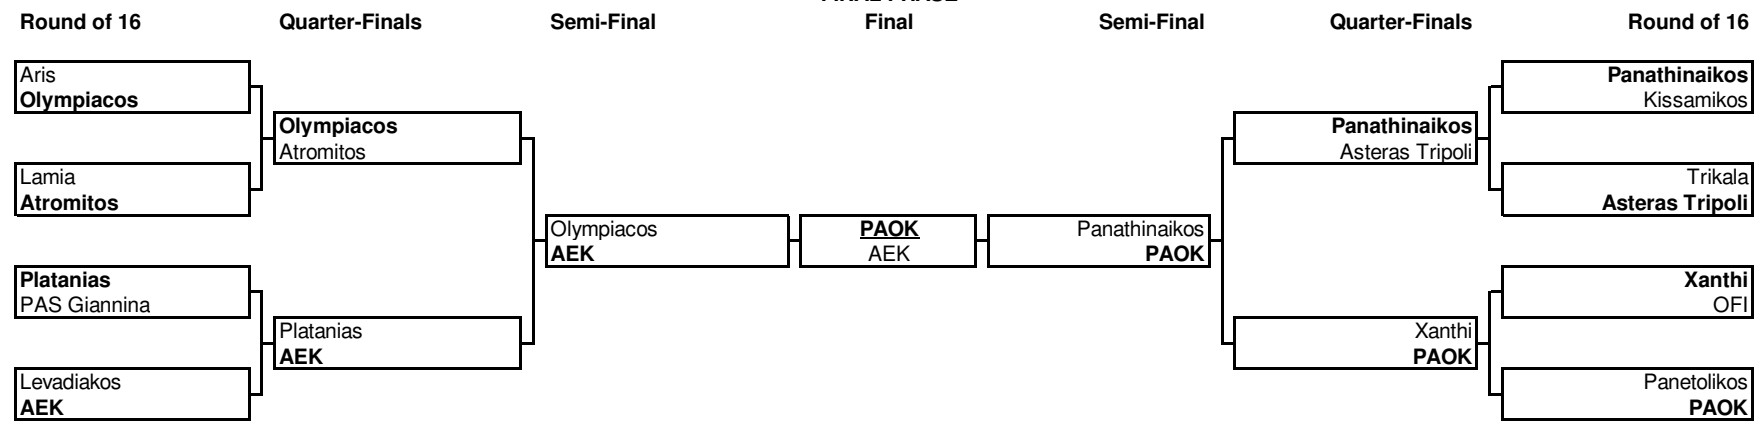 Round of 16 Quarter-Finals Semi-Final Final Semi-Final Quarter-Finals Round of 16
Aris
Olympiacos
Lamia
Atromitos
Platanias
PAS Giannina
Levadiakos
AEK
Olympiacos
Atromitos
Platanias
AEK
Olympiacos
AEK
PAOK
AEK
Panathinaikos
PAOK
Panathinaikos
Asteras Tripoli
Xanthi
PAOK
Panathinaikos
Kissamikos
Trikala
Asteras Tripoli
Xanthi
OFI
Panetolikos
PAOK